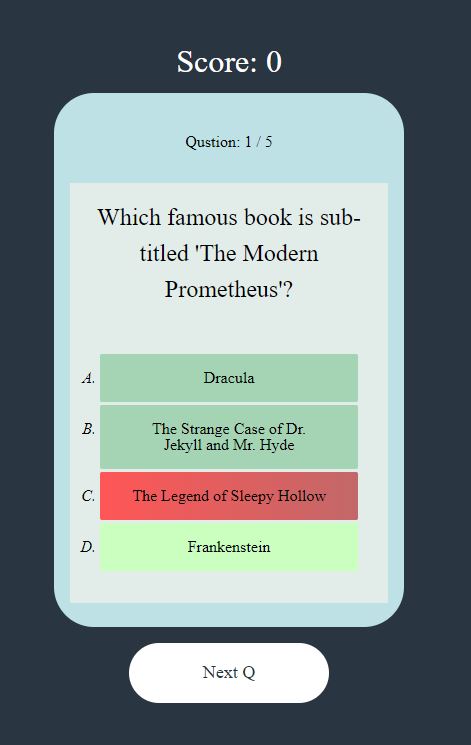 Score: 0
Qustion: 1 / 5
Which famous book is sub-
titled 'The Modern
Prometheus'?
A. Dracula
B. The Strange Case of Dr.
Jekyll and Mr. Hyde
C. The Legend of Sleepy Hollow
D. Frankenstein
Next Q